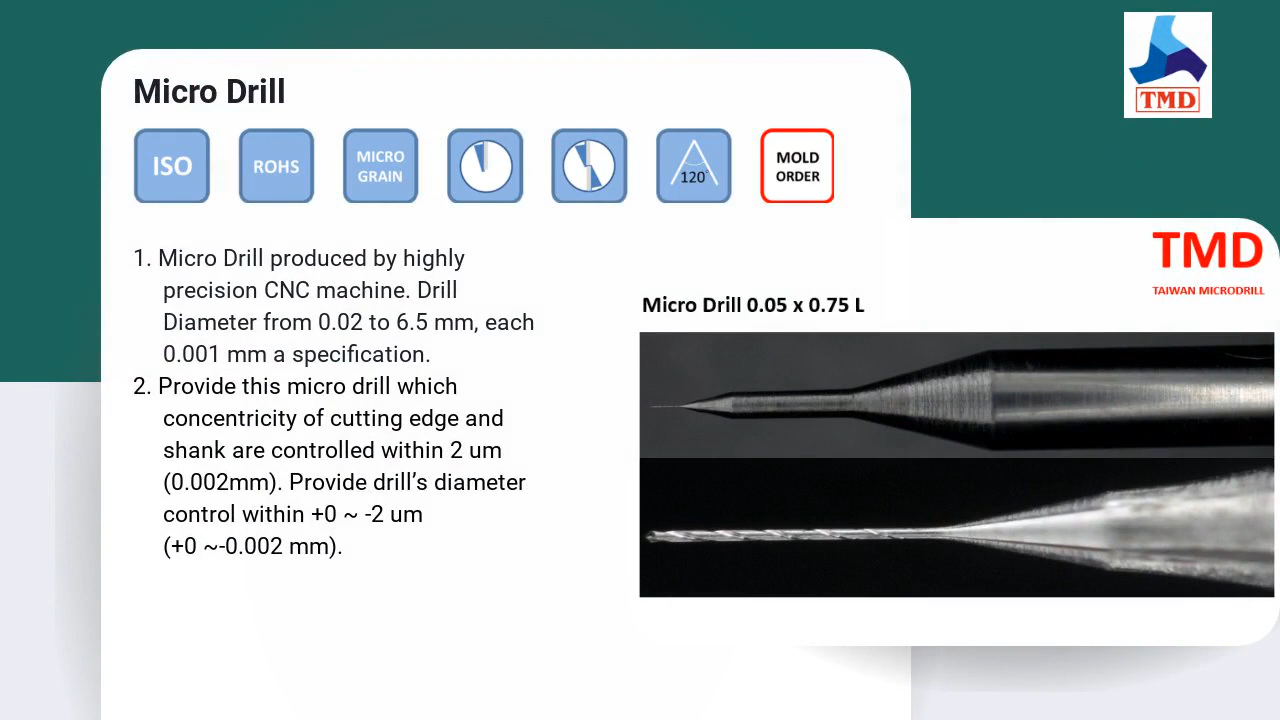 TMD
Micro Drill
ISO
ROHS
MICRO
GRAIN
120°
MOLD
ORDER
1. Micro Drill produced by highly
precision CNC machine. Drill
Diameter from 0.02 to 6.5 mm, each
0.001 mm a specification.
2. Provide this micro drill which
concentricity of cutting edge and
shank are controlled within 2 um
(0.002mm). Provide drill’s diameter
control within +0 ~ -2 um
(+0 ~-0.002 mm).
TMD
TAIWAN MICRODRILL
Micro Drill 0.05 x 0.75 L